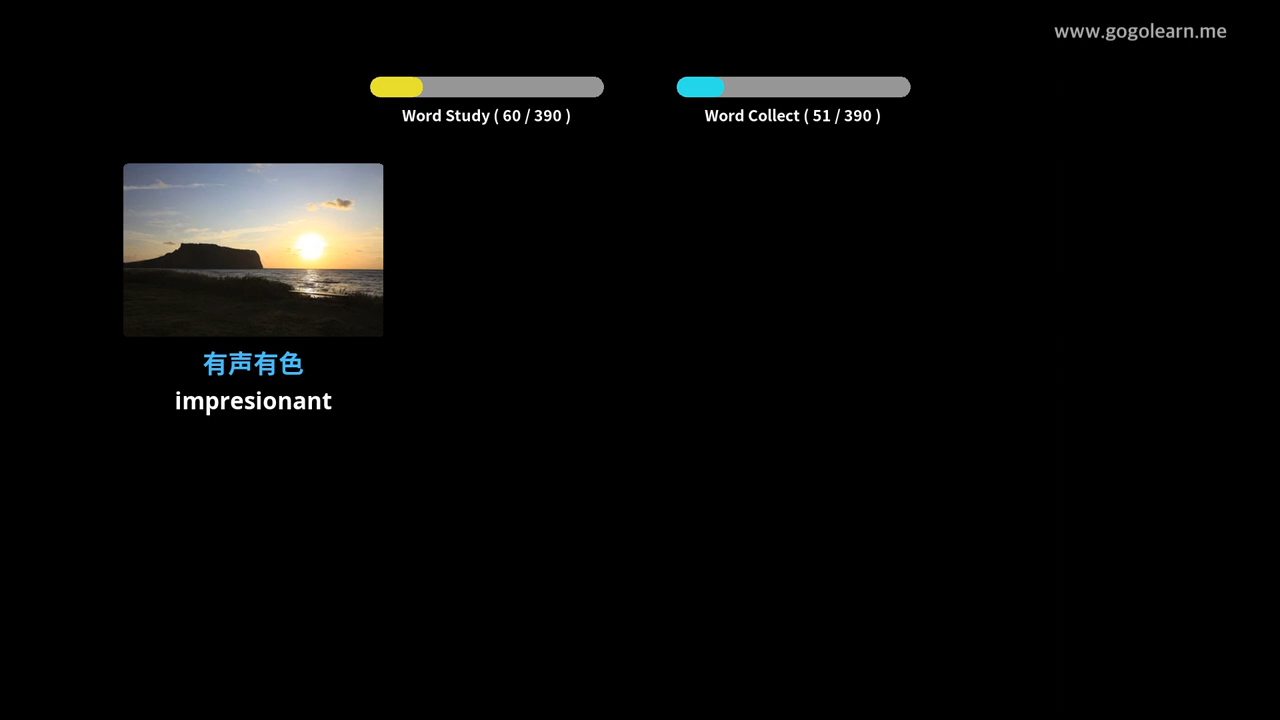 www.gogolearn.me
Word Study ( 60 / 390 )
Word Collect ( 51 / 390 )
有声有色
impresionant